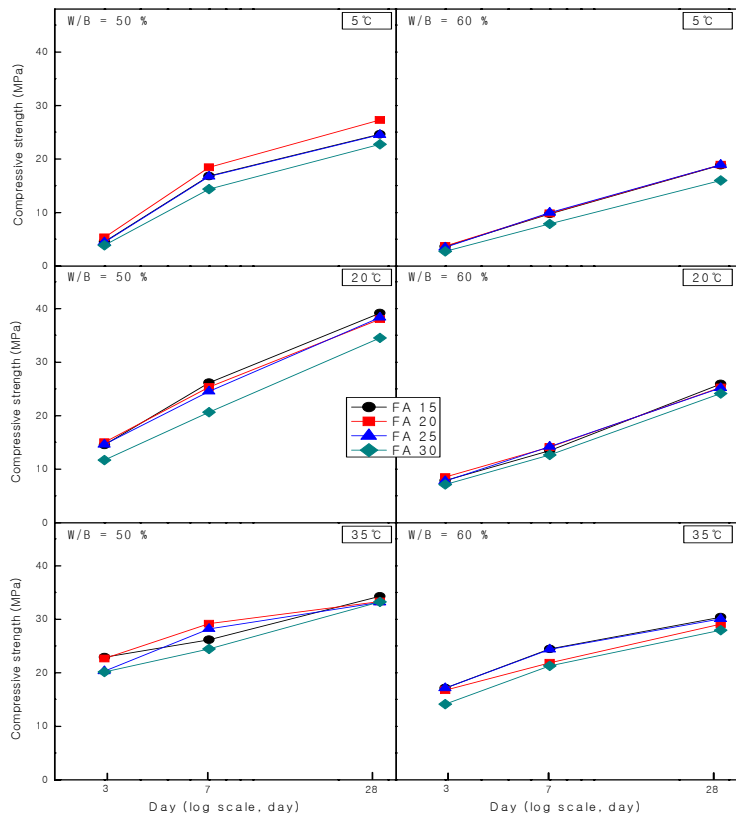 W/B = 50 %
5℃
W/B = 60 %
5℃
Compressive strength (MPa)
40
30
20
10
0
W/B = 50 %
20℃
W/B = 60 %
20℃
Compressive strength (MPa)
40
30
20
10
0
FA 15
FA 20
FA 25
FA 30
W/B = 50 %
35℃
W/B = 60 %
35℃
Compressive strength (MPa)
40
30
20
10
0
3
7
28
3
7
28
Day (log scale, day)
Day (log scale, day)